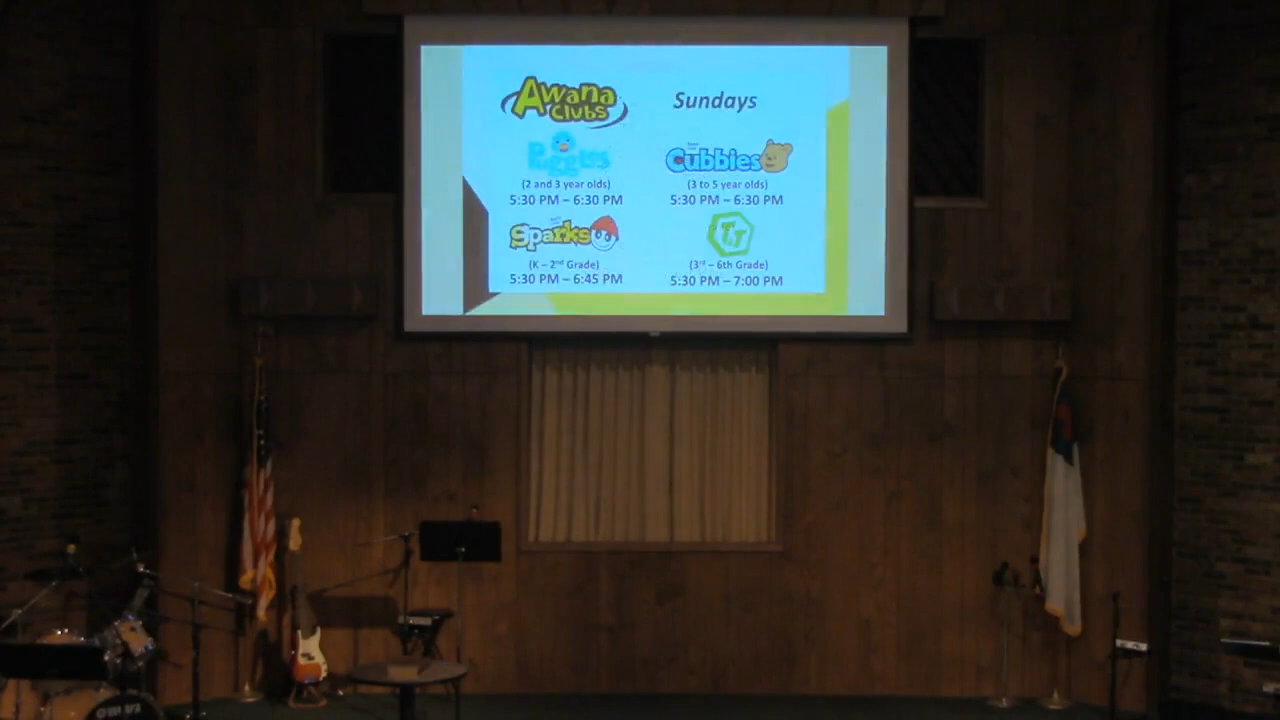 Awana Clubs
Sundays
Puggles
Cubbies
(2 and 3 year olds)
(3 to 5 year olds)
5:30 PM – 6:30 PM
5:30 PM – 6:30 PM
Sparks
T&T
(K – 2nd Grade)
(3rd – 6th Grade)
5:30 PM – 6:45 PM
5:30 PM – 7:00 PM